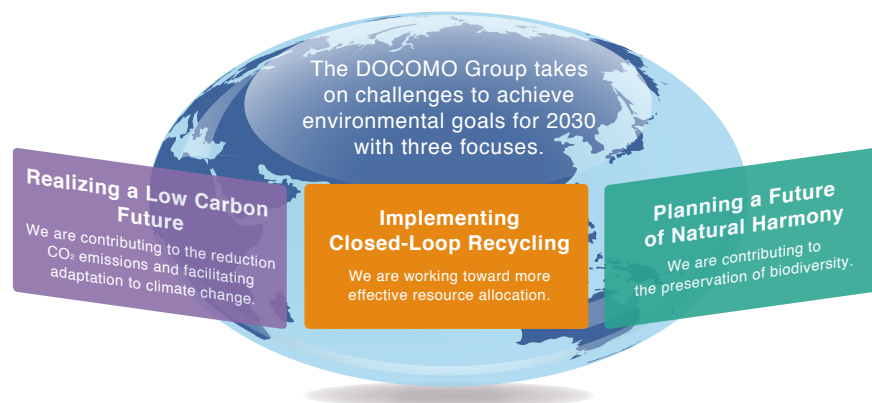 The DOCOMO Group takes
on challenges to achieve
environmental goals for 2030
with three focuses.
Realizing a Low Carbon
Future
We are contributing to the reduction
CO₂ emissions and facilitating
adaptation to climate change.
Implementing
Closed-Loop Recycling
We are working toward more
effective resource allocation.
Planning a Future
of Natural Harmony
We are contributing to
the preservation of biodiversity.